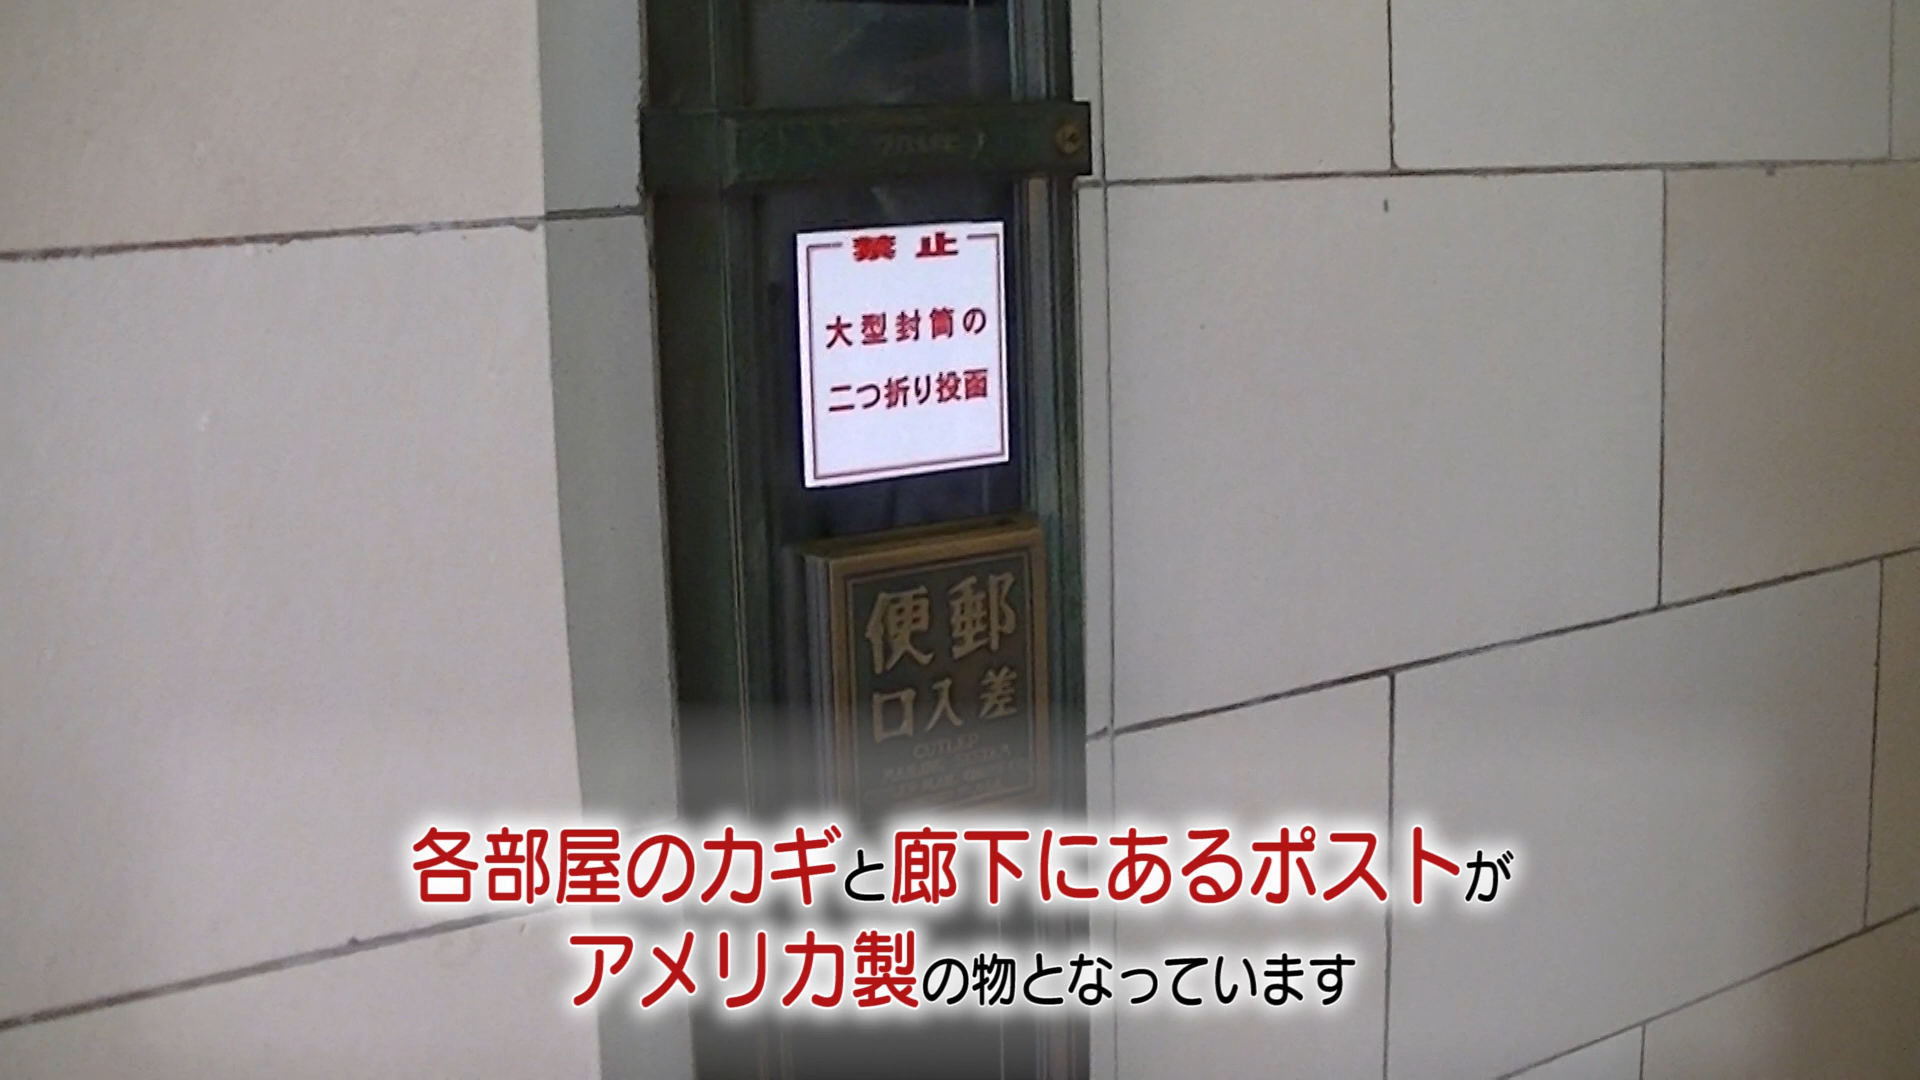 禁止
大型封筒の
二つ折り投函
便郵
口入差
CUTLER
MAILING SYSTEM
各部屋のカギと廊下にあるポストが
アメリカ製の物となっています